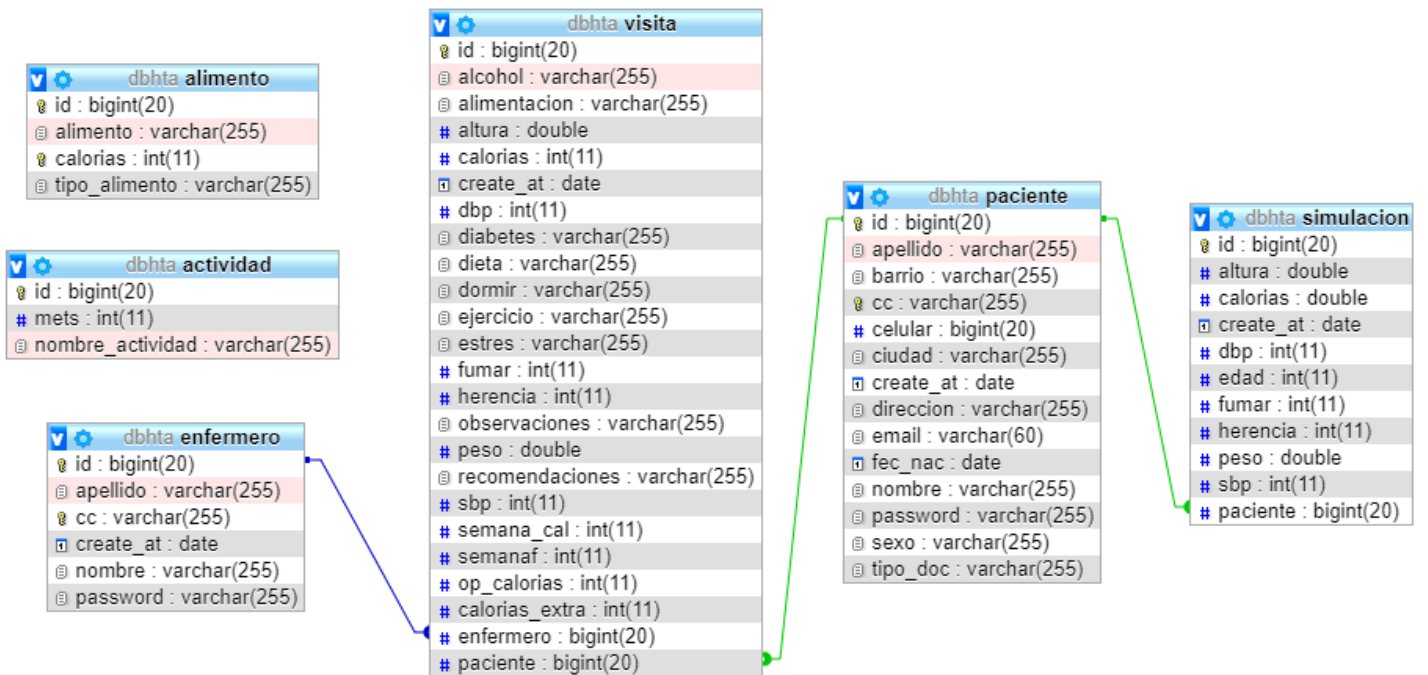 dbhta alimento
id : bigint(20)
alimento : varchar(255)
calorias : int(11)
tipo_alimento : varchar(255)
dbhta actividad
id : bigint(20)
mets : int(11)
nombre_actividad : varchar(255)
dbhta enfermero
id : bigint(20)
apellido : varchar(255)
cc : varchar(255)
create_at : date
nombre : varchar(255)
password : varchar(255)
dbhta visita
id : bigint(20)
alcohol : varchar(255)
alimentacion : varchar(255)
altura : double
calorias : int(11)
create_at : date
dbp : int(11)
diabetes : varchar(255)
dieta : varchar(255)
dormir : varchar(255)
ejercicio : varchar(255)
estres : varchar(255)
fumar : int(11)
herencia : int(11)
observaciones : varchar(255)
peso : double
recomendaciones : varchar(255)
sbp : int(11)
semana_cal : int(11)
semanaf : int(11)
op_calorias : int(11)
calorias_extra : int(11)
enfermero : bigint(20)
paciente : bigint(20)
dbhta paciente
id : bigint(20)
apellido : varchar(255)
barrio : varchar(255)
cc : varchar(255)
celular : bigint(20)
ciudad : varchar(255)
create_at : date
direccion : varchar(255)
email : varchar(60)
fec_nac : date
nombre : varchar(255)
password : varchar(255)
sexo : varchar(255)
tipo_doc : varchar(255)
dbhta simulacion
id : bigint(20)
altura : double
calorias : double
create_at : date
dbp : int(11)
edad : int(11)
fumar : int(11)
herencia : int(11)
peso : double
sbp : int(11)
paciente : bigint(20)